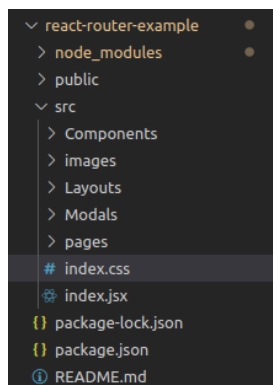 react-router-example
node_modules
public
src
Components
images
Layouts
Modals
pages
# index.css
index.jsx
{} package-lock.json
{} package.json
README.md